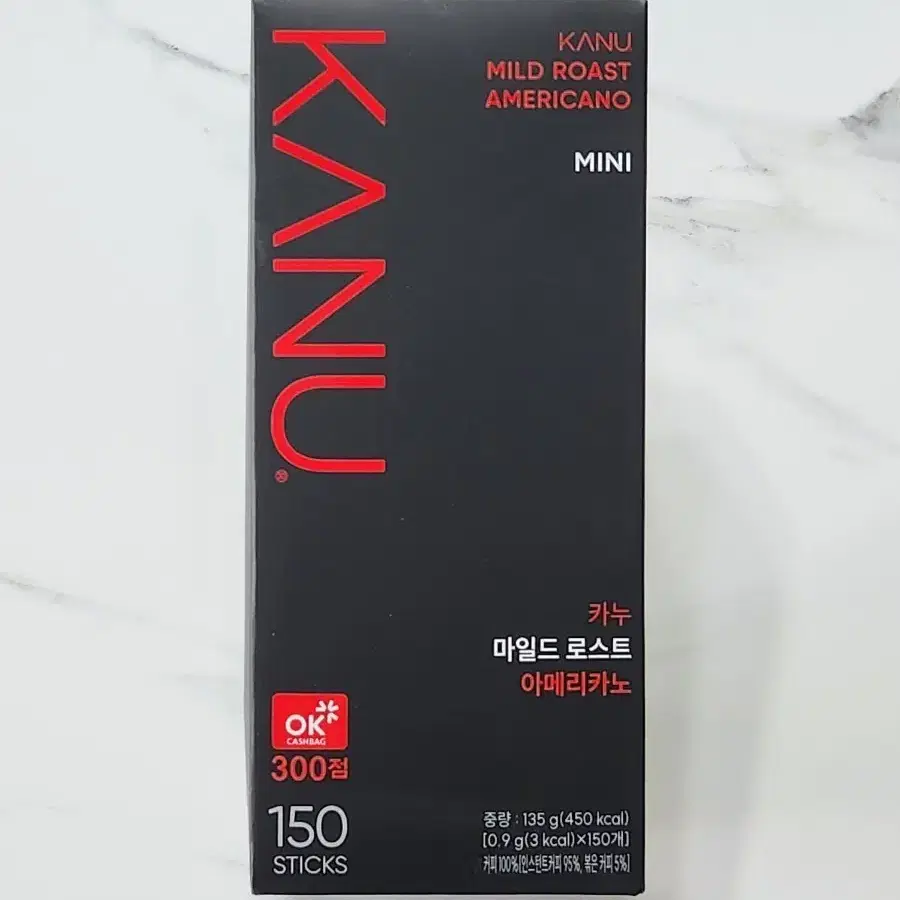 KANU
KANU
MILD ROAST
AMERICANO
MINI
카누
마일드 로스트
아메리카노
OK
CASHBAG
300점
150
STICKS
중량 : 135 g(450 kcal)
[0.9 g(3 kcal)×150개]
커피 100%[인스턴트커피 95%, 볶은 커피 5%]